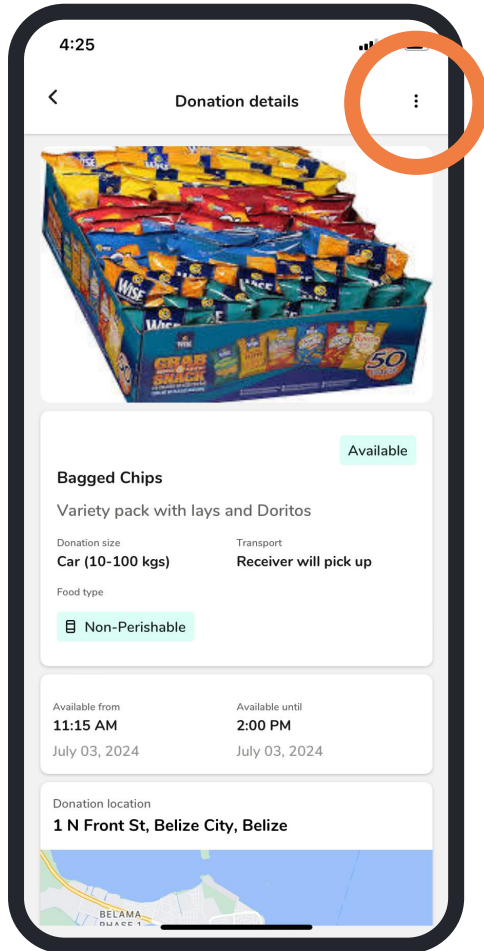 4:25
Donation details
WISE
WISE
WISE
GRAB
SNACK
50
Available
Bagged Chips
Variety pack with lays and Doritos
Donation size
Transport
Car (10-100 kgs)
Receiver will pick up
Food type
Non-Perishable
Available from
Available until
11:15 AM
2:00 PM
July 03, 2024
July 03, 2024
Donation location
1 N Front St, Belize City, Belize
BELAMA
PHASE 1